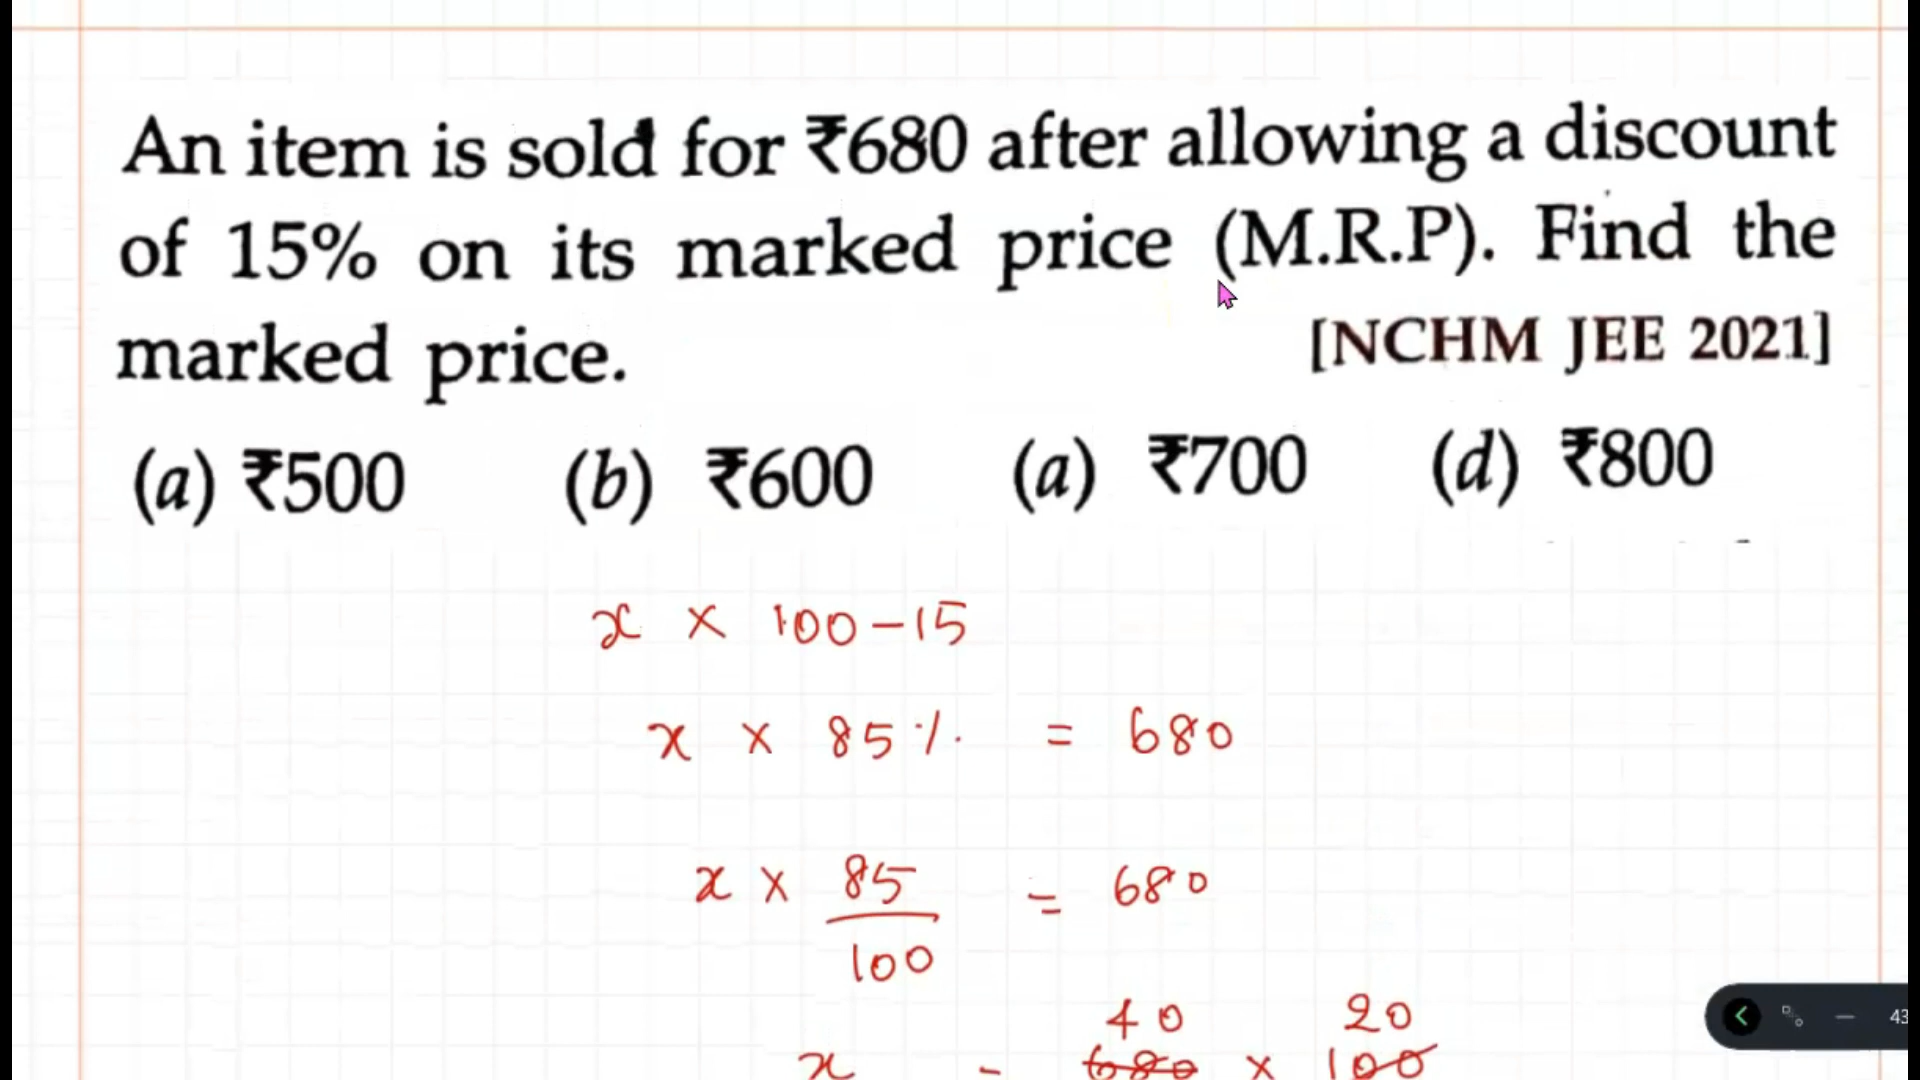 An item is sold for ₹680 after allowing a discount
of 15% on its marked price (M.R.P). Find the
marked price. [NCHM JEE 2021]
(a) ₹500 (b) ₹600 (a) ₹700 (d) ₹800
x × 100-15
x × 85% = 680
x × 85 = 680
100
40 20
x = 680 × 100
43